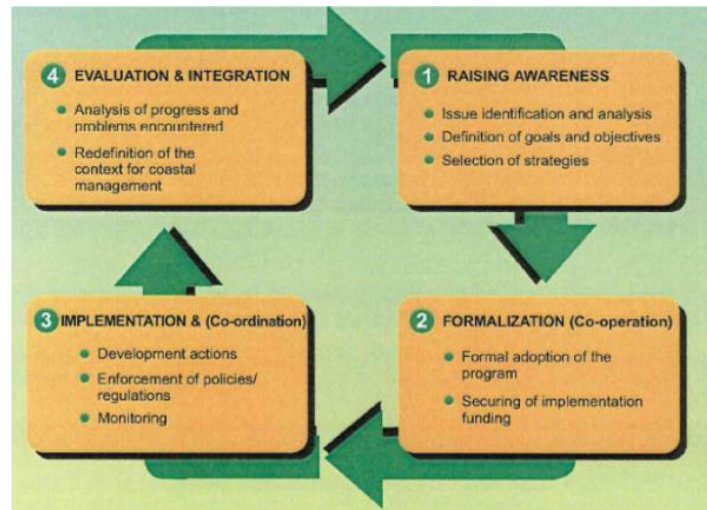 4 EVALUATION & INTEGRATION
Analysis of progress and
problems encountered
Redefinition of the
context for coastal
management
1 RAISING AWARENESS
Issue identification and analysis
Definition of goals and objectives
Selection of strategies
3 IMPLEMENTATION & (Co-ordination)
Development actions
Enforcement of policies/
regulations
Monitoring
2 FORMALIZATION (Co-operation)
Formal adoption of the
program
Securing of implementation
funding